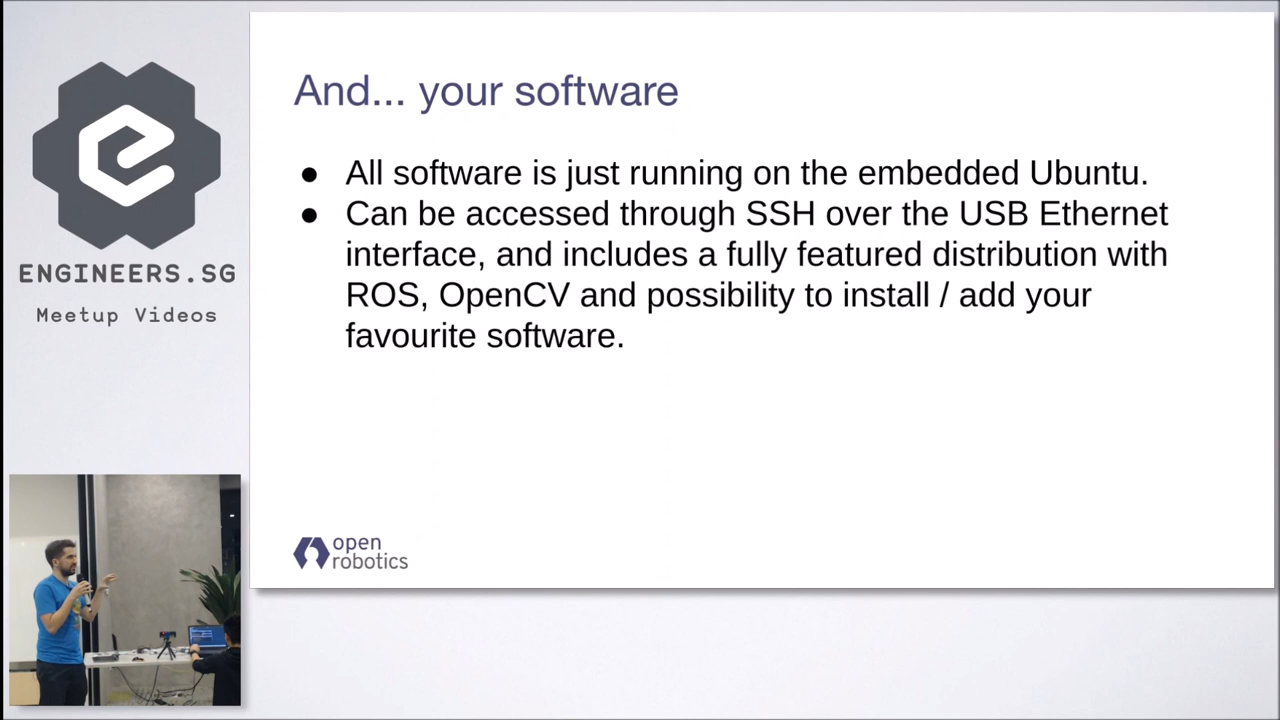 ENGINEERS.SG
Meetup Videos
And... your software
● All software is just running on the embedded Ubuntu.
● Can be accessed through SSH over the USB Ethernet
interface, and includes a fully featured distribution with
ROS, OpenCV and possibility to install / add your
favourite software.
open
robotics